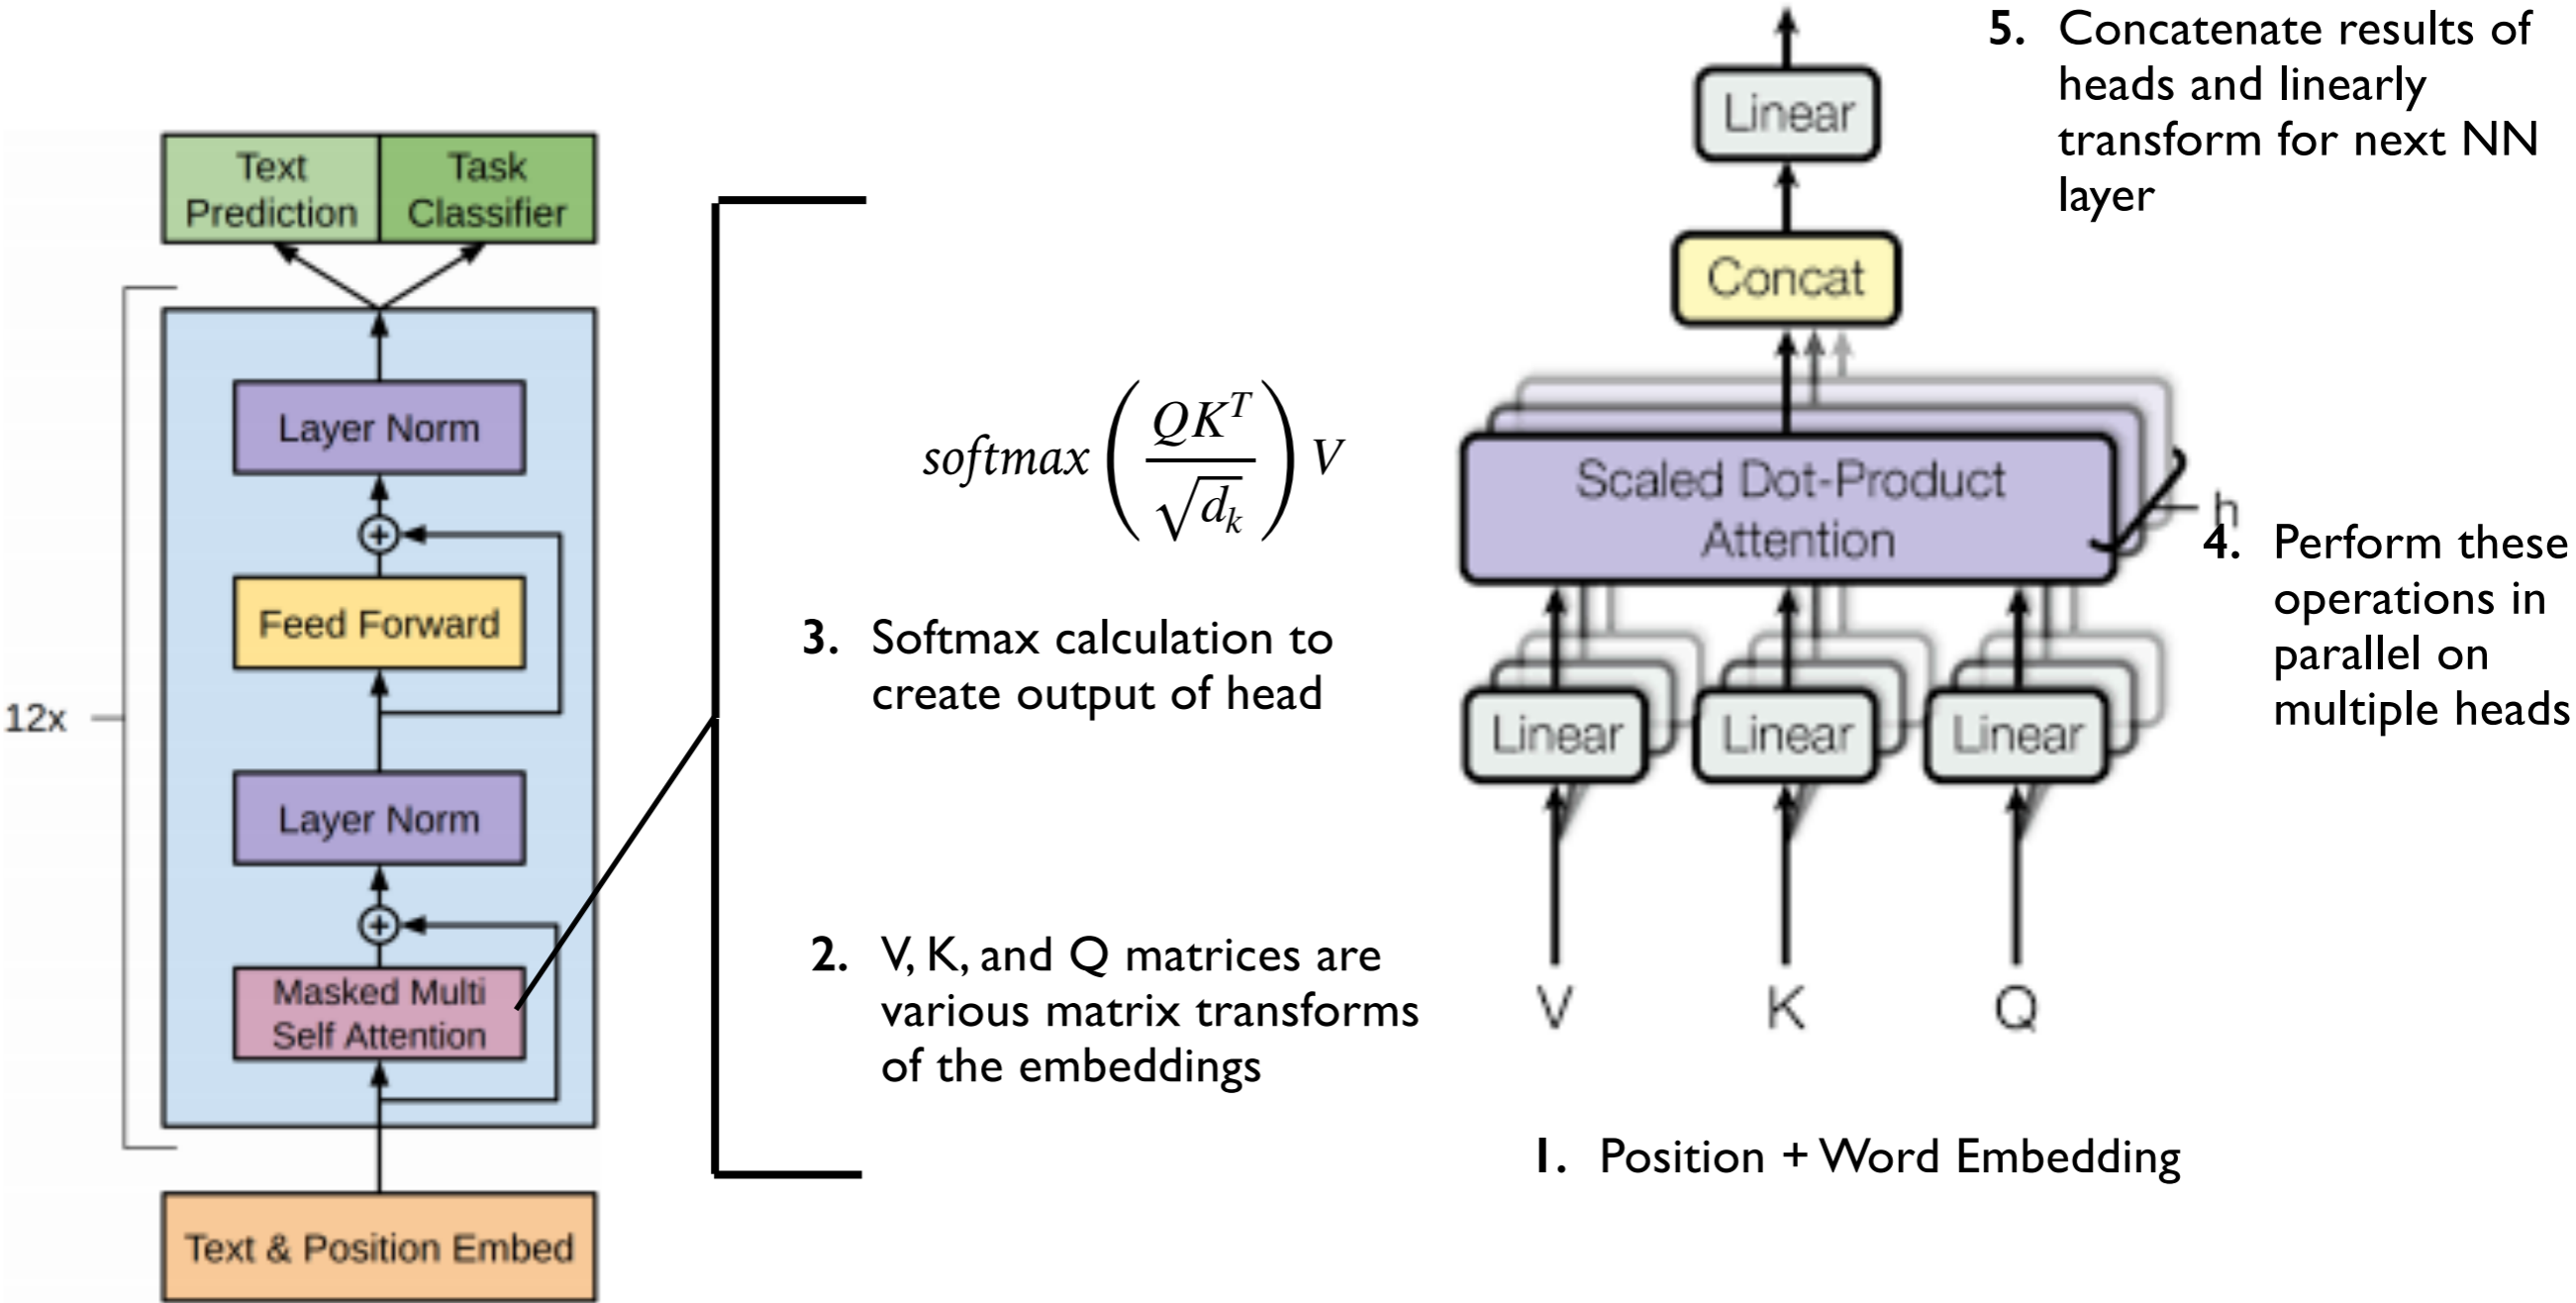 Text
Prediction
Task
Classifier
Layer Norm
Feed Forward
Layer Norm
Masked Multi
Self Attention
Text & Position Embed
12x
softmax(QK^T/√d_k)V
3. Softmax calculation to
create output of head
2. V, K, and Q matrices are
various matrix transforms
of the embeddings
Linear
Concat
Scaled Dot-Product
Attention
h
Linear
Linear
Linear
V
K
Q
1. Position + Word Embedding
5. Concatenate results of
heads and linearly
transform for next NN
layer
4. Perform these
operations in
parallel on
multiple heads